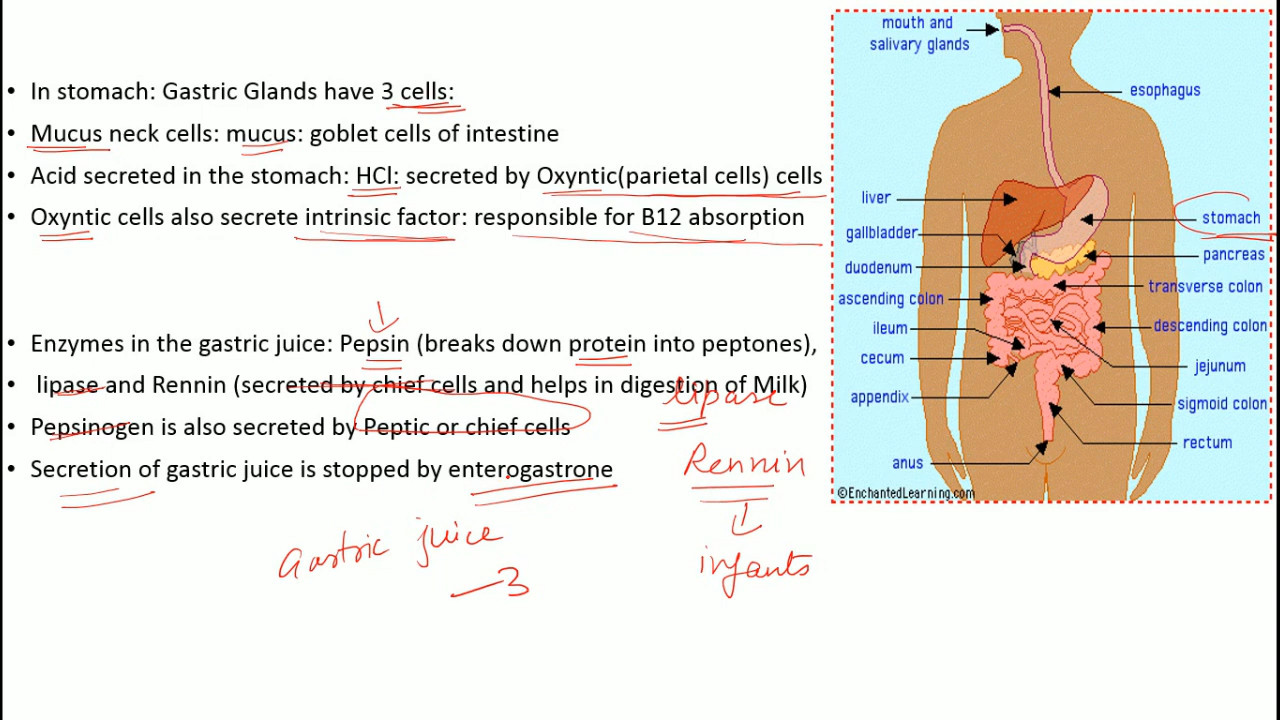 • In stomach: Gastric Glands have 3 cells:
• Mucus neck cells: mucus: goblet cells of intestine
• Acid secreted in the stomach: HCl: secreted by Oxyntic(parietal cells) cells
• Oxyntic cells also secrete intrinsic factor: responsible for B12 absorption
• Enzymes in the gastric juice: Pepsin (breaks down protein into peptones),
• lipase and Rennin (secreted by chief cells and helps in digestion of Milk)
• Pepsinogen is also secreted by Peptic or chief cells
• Secretion of gastric juice is stopped by enterogastrone
lipase
Rennin
infants
Gastric juice
3
mouth and
salivary glands
esophagus
liver
stomach
gallbladder
pancreas
duodenum
transverse colon
ascending colon
descending colon
ileum
cecum
jejunum
appendix
sigmoid colon
rectum
anus
©EnchantedLearning.com